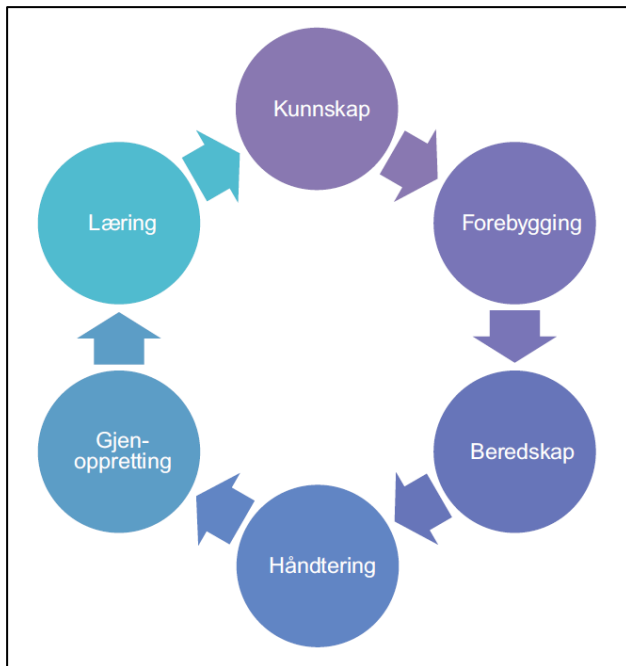 Kunnskap
Forebygging
Beredskap
Håndtering
Gjen-
oppretting
Læring